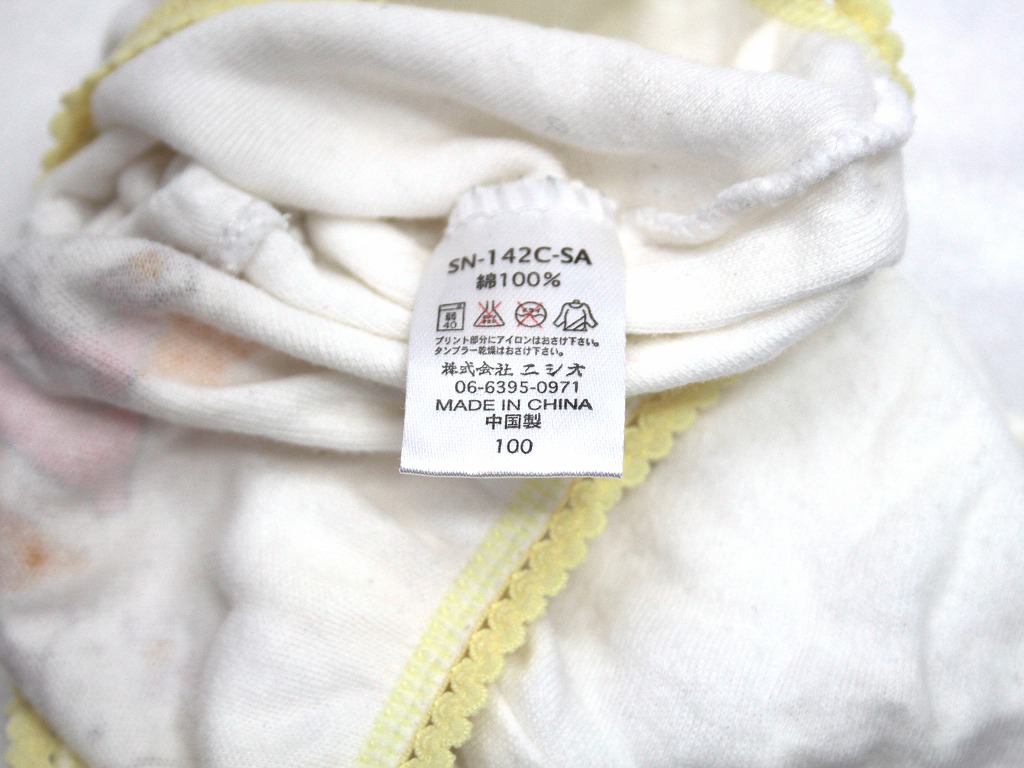 SN-142C-SA
綿100%
弱
40
プリント部分にアイロンはおさけ下さい。
タンブラー乾燥はおさけ下さい。
株式会社 ニシオ
06-6395-0971
MADE IN CHINA
中国製
100